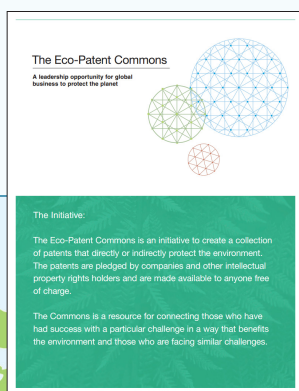 The Eco-Patent Commons
A leadership opportunity for global
business to protect the planet
The Initiative:
The Eco-Patent Commons is an initiative to create a collection
of patents that directly or indirectly protect the environment.
The patents are pledged by companies and other intellectual
property rights holders and are made available to anyone free
of charge.
The Commons is a resource for connecting those who have
had success with a particular challenge in a way that benefits
the environment and those who are facing similar challenges.